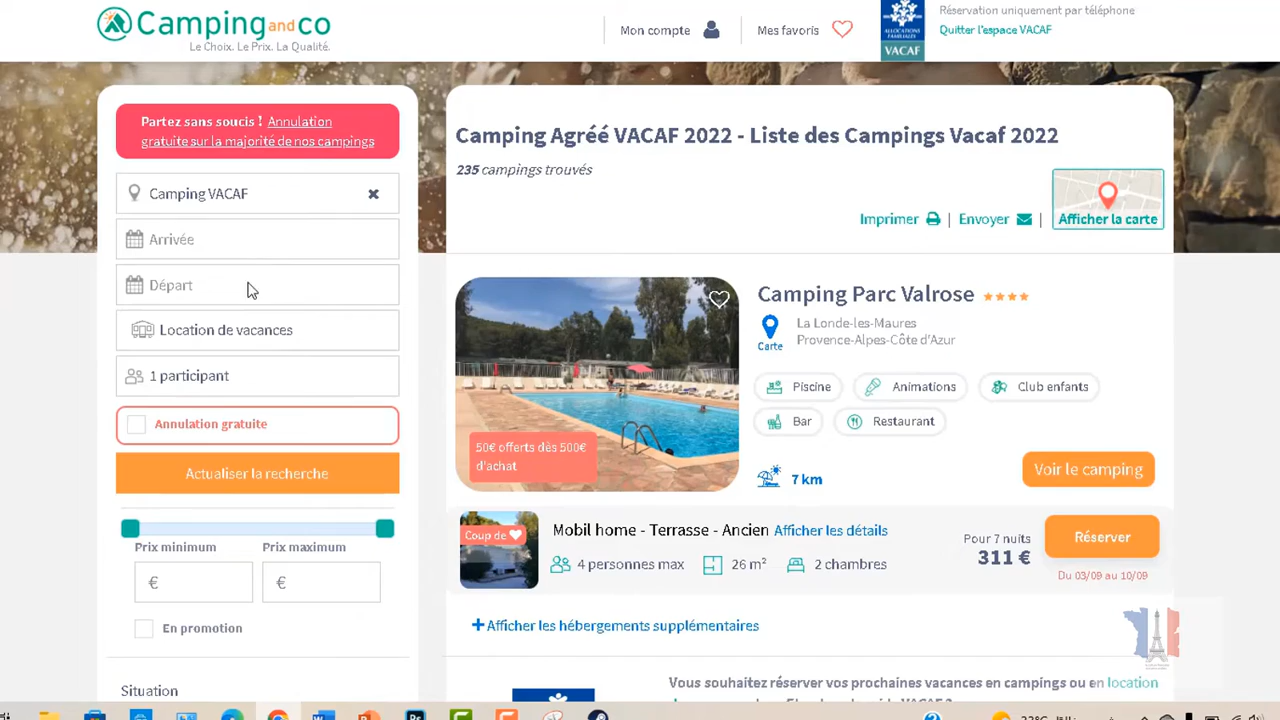 Campingandco
Le Choix. Le Prix. La Qualité.
Mon compte
Mes favoris
ALLOCATIONS
FAMILIALES
VACAF
Réservation uniquement par téléphone
Quitter l'espace VACAF
Partez sans soucis ! Annulation
gratuite sur la majorité de nos campings
Camping VACAF
Arrivée
Départ
Location de vacances
1 participant
Annulation gratuite
Actualiser la recherche
Prix minimum
Prix maximum
€
€
En promotion
Situation
Camping Agréé VACAF 2022 - Liste des Campings Vacaf 2022
235 campings trouvés
Imprimer | Envoyer |
Afficher la carte
50€ offerts dès 500€
d'achat
Camping Parc Valrose
Carte
La Londe-les-Maures
Provence-Alpes-Côte d'Azur
Piscine
Animations
Club enfants
Bar
Restaurant
7 km
Voir le camping
Coup de
Mobil home - Terrasse - Ancien Afficher les détails
4 personnes max
26 m²
2 chambres
Pour 7 nuits
311 €
Réserver
Du 03/09 au 10/09
+Afficher les hébergements supplémentaires
Vous souhaitez réserver vos prochaines vacances en campings ou en location